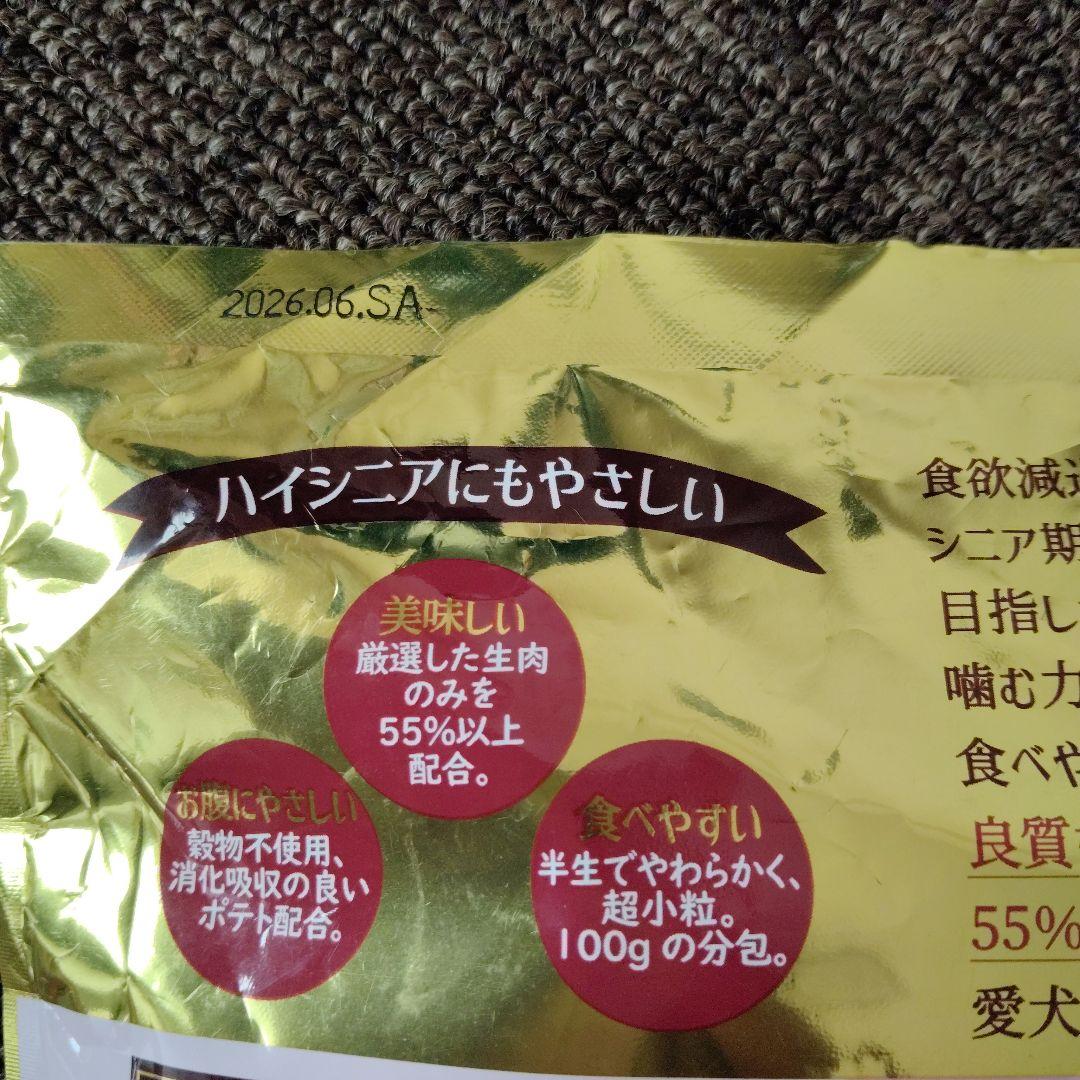 2026.06.SA
ハイシニアにもやさしい
美味しい
厳選した生肉
のみを
55%以上
配合。
お腹にやさしい
穀物不使用、
消化吸収の良い
ポテト配合。
食べやすい
半生でやわらかく、
超小粒。
100gの分包。
食欲減
シニア期
目指し
噛む力
食べや
良質
55%
愛犬